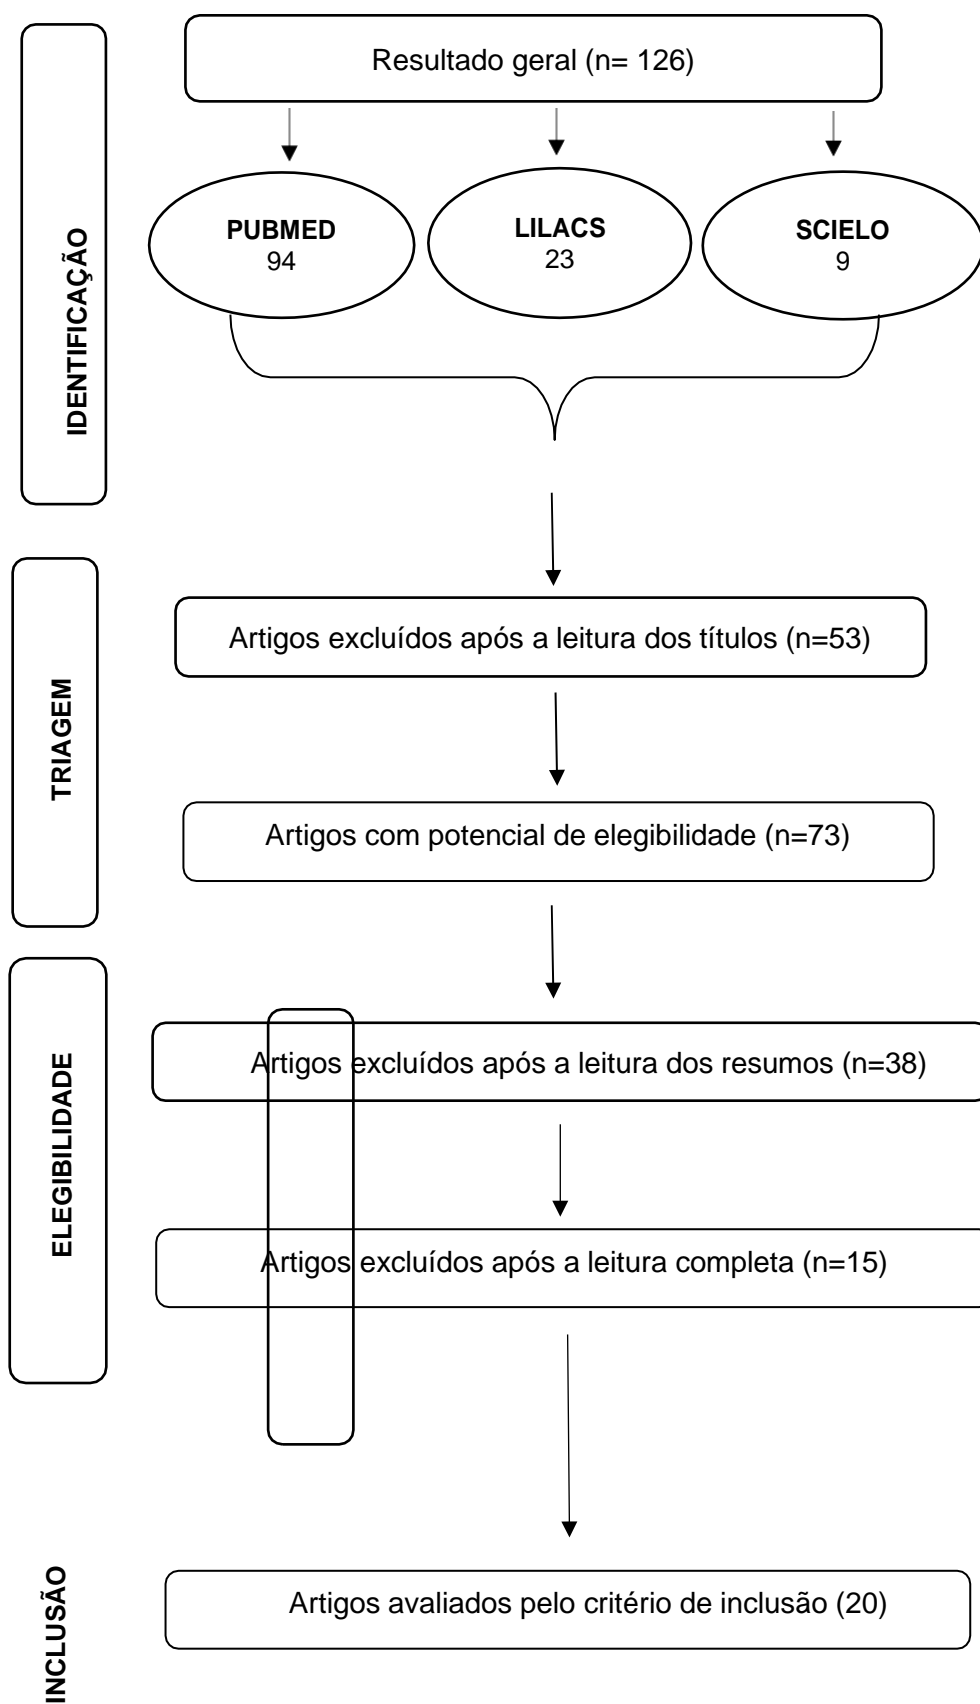 Resultado geral (n= 126)
IDENTIFICAÇÃO
PUBMED
94
LILACS
23
SCIELO
9
TRIAGEM
Artigos excluídos após a leitura dos títulos (n=53)
Artigos com potencial de elegibilidade (n=73)
ELEGIBILIDADE
Artigos excluídos após a leitura dos resumos (n=38)
Artigos excluídos após a leitura completa (n=15)
INCLUSÃO
Artigos avaliados pelo critério de inclusão (20)